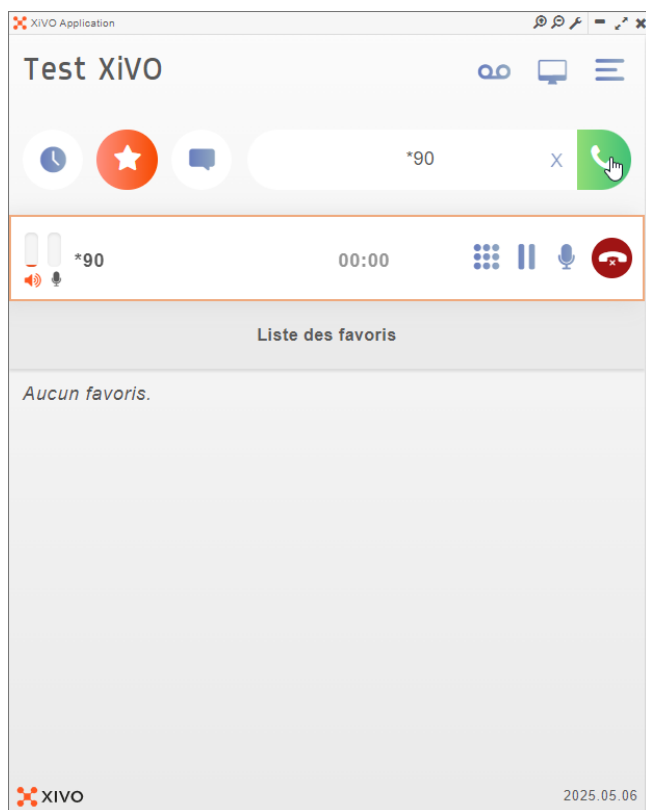 XiVO Application
Test XiVO
*90 X
*90 00:00
Liste des favoris
Aucun favoris.
XIVO 2025.05.06